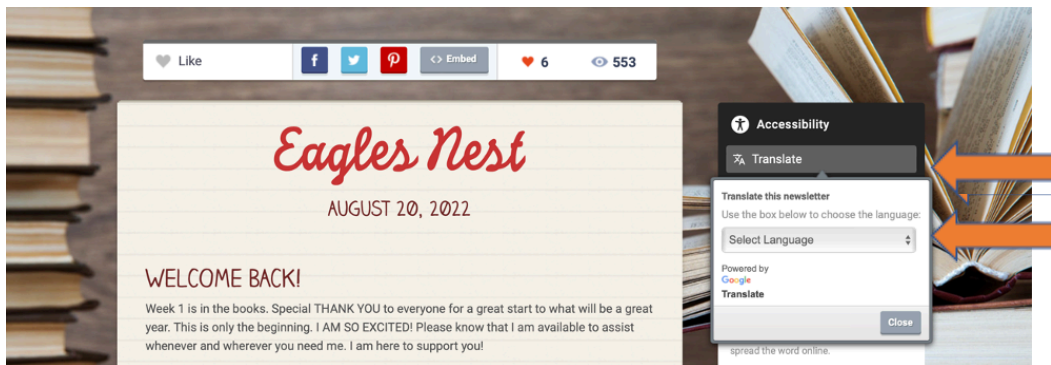 Like
f
<> Embed
6
553
Eagles Nest
AUGUST 20, 2022
WELCOME BACK!
Week 1 is in the books. Special THANK YOU to everyone for a great start to what will be a great
year. This is only the beginning. I AM SO EXCITED! Please know that I am available to assist
whenever and wherever you need me. I am here to support you!
Accessibility
Translate
Translate this newsletter
Use the box below to choose the language:
Select Language
Powered by
Google
Translate
Close
spread the word online.